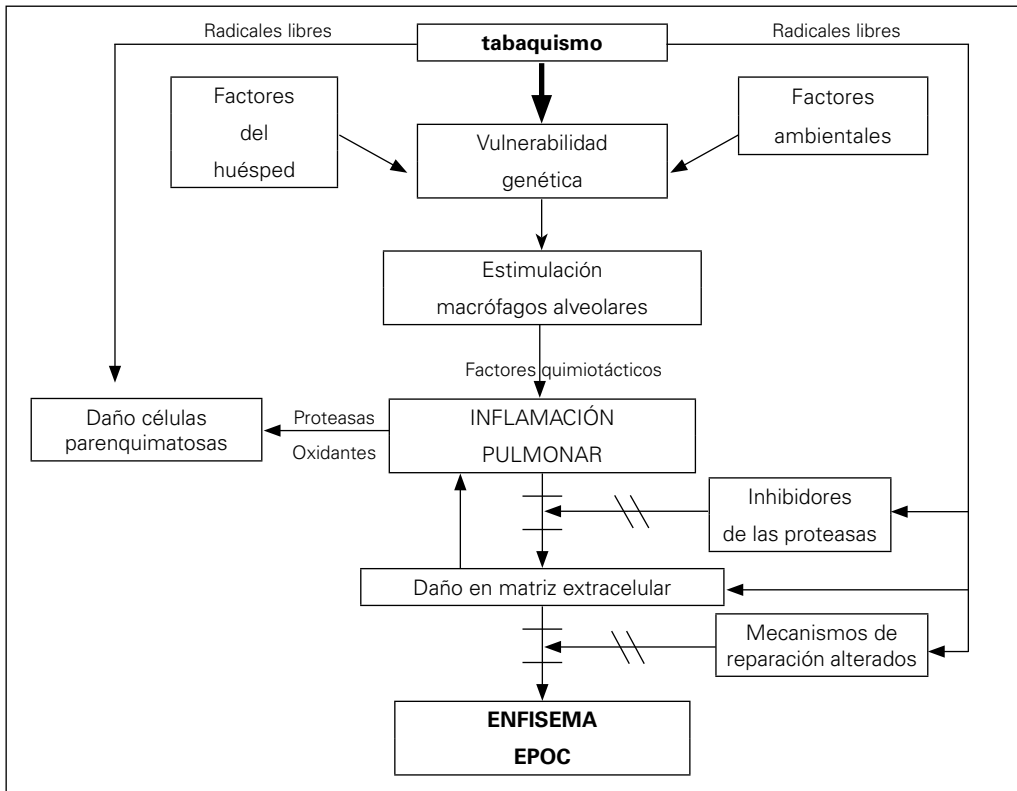 Radicales libres
tabaquismo
Radicales libres
Factores
del
huésped
Factores
ambientales
Vulnerabilidad
genética
Estimulación
macrófagos alveolares
Factores quimiotácticos
Daño células
parenquimatosas
Proteasas
Oxidantes
INFLAMACIÓN
PULMONAR
Inhibidores
de las proteasas
Daño en matriz extracelular
Mecanismos de
reparación alterados
ENFISEMA
EPOC